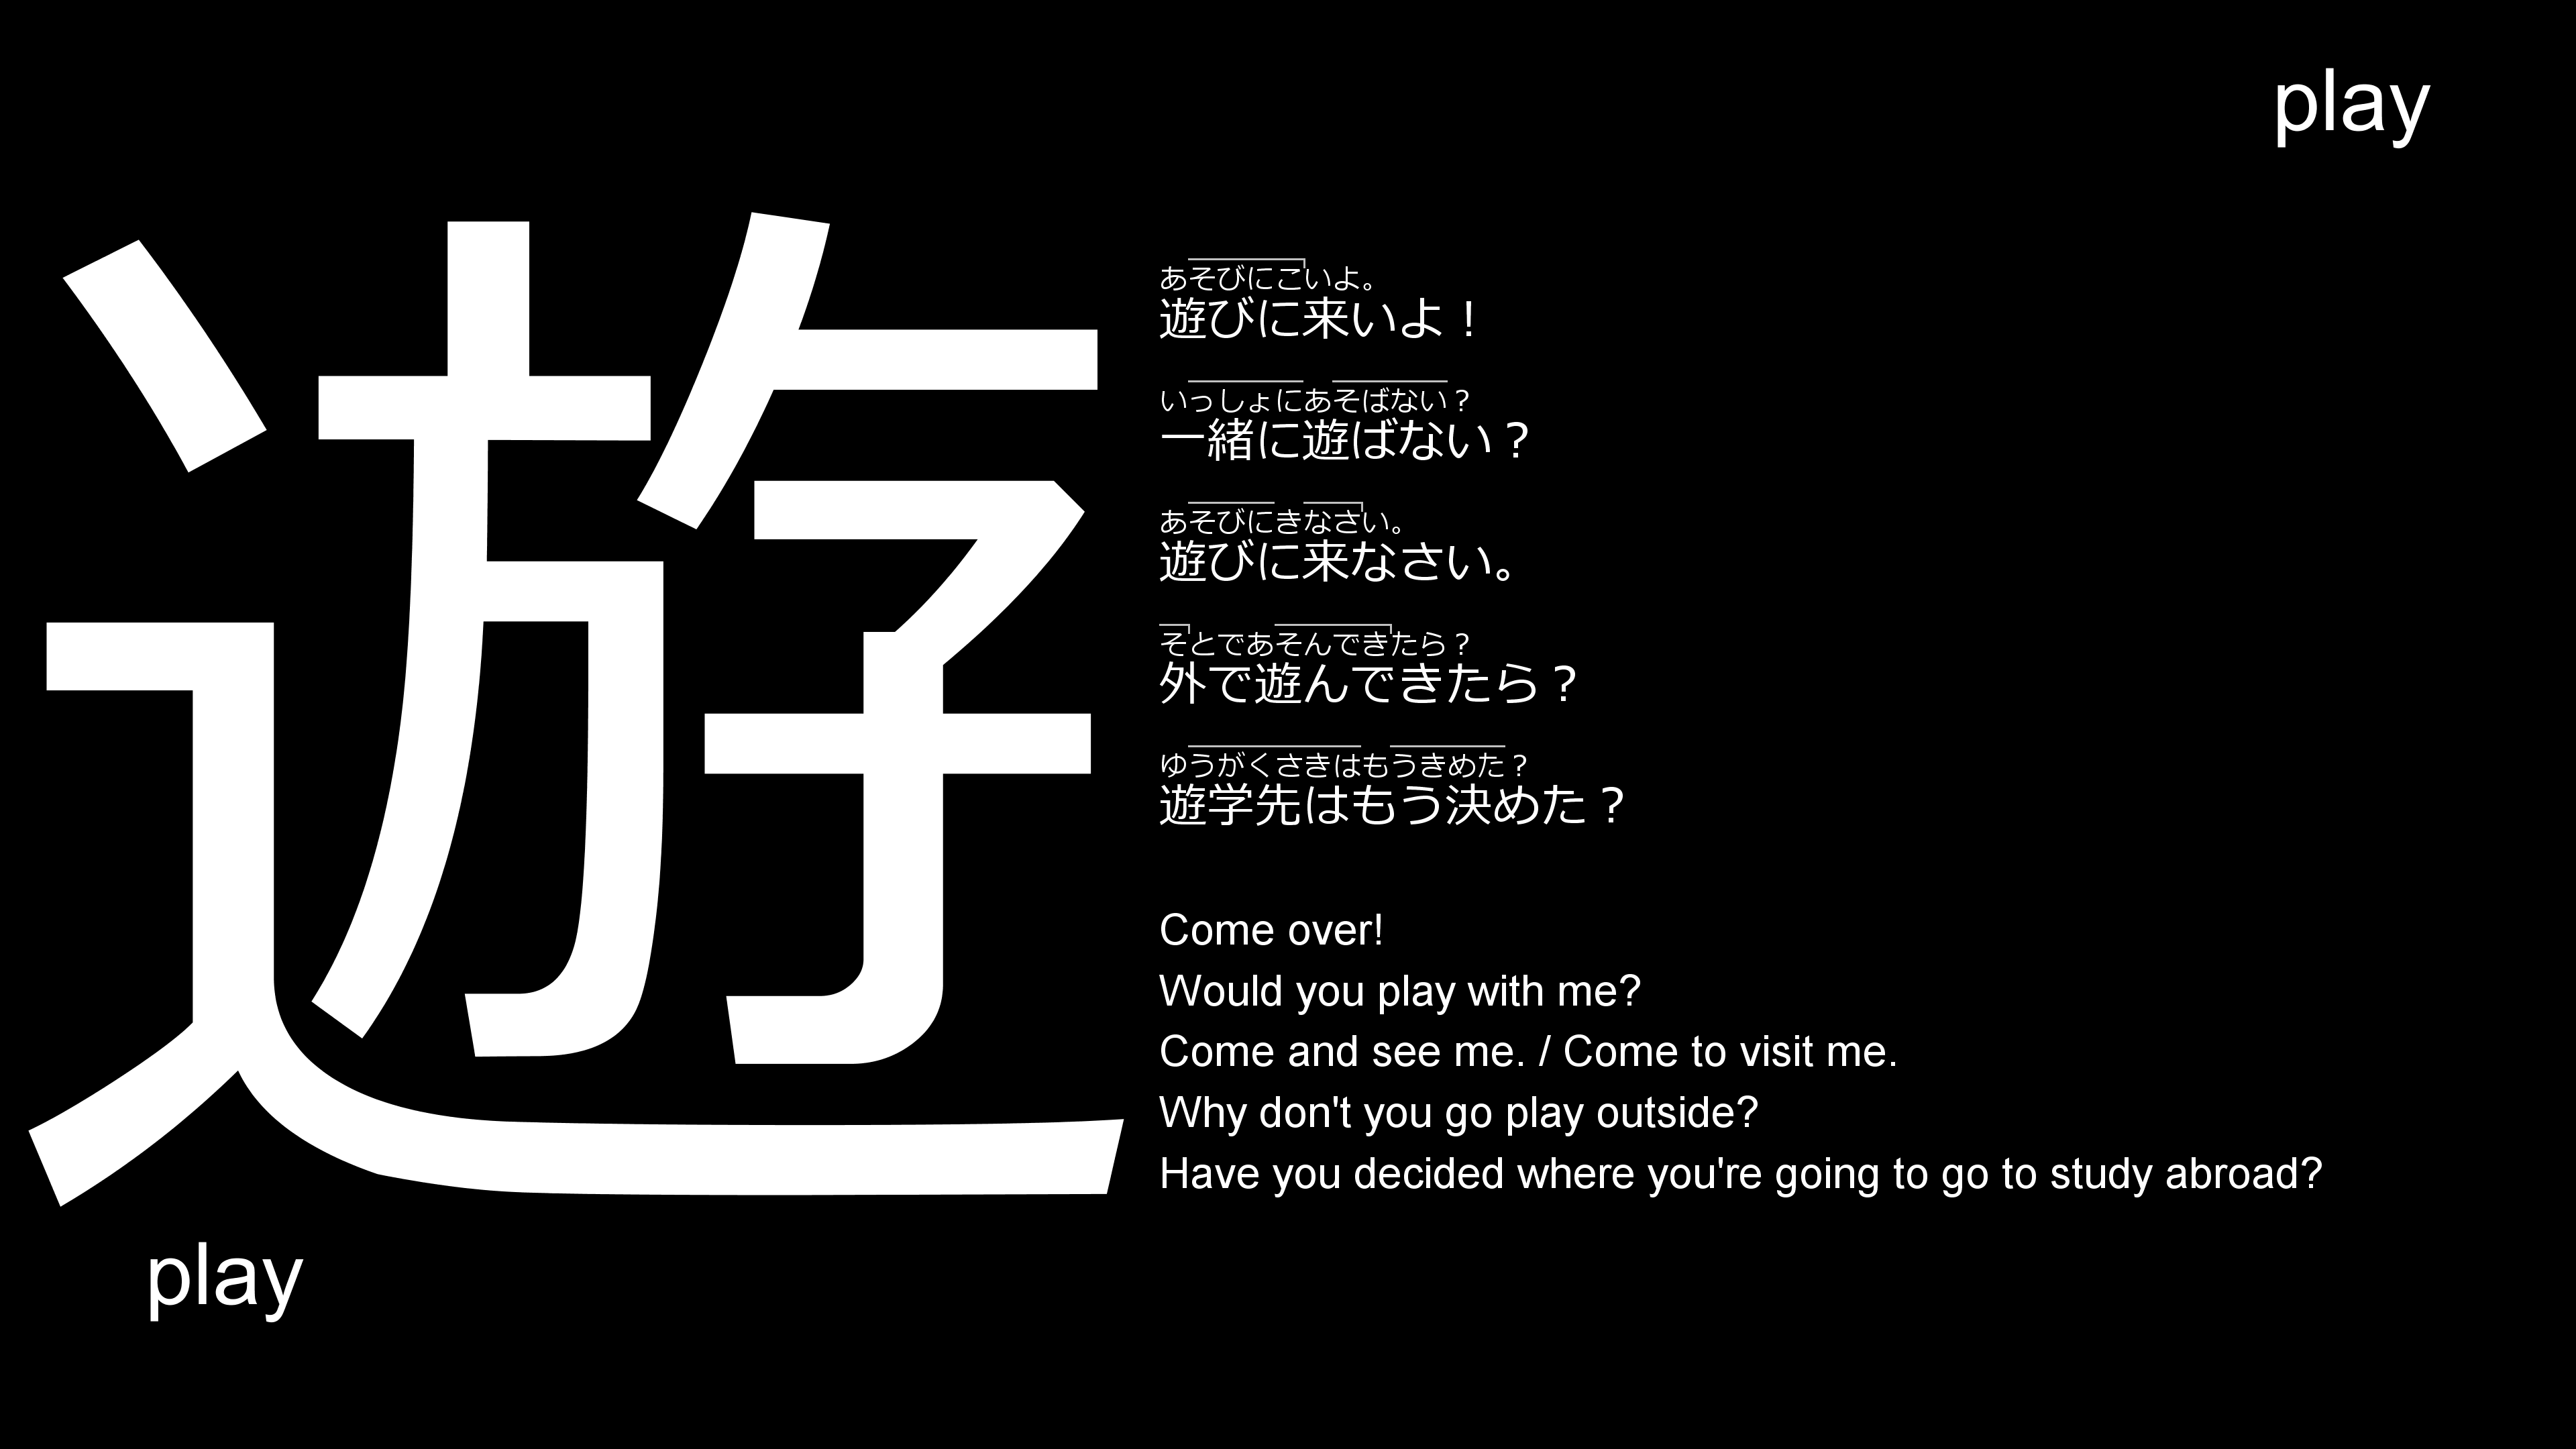 play
遊
あそびにこいよ。
遊びに来いよ！
いっしょにあそばない？
一緒に遊ばない？
あそびにきなさい。
遊びに来なさい。
そとであそんできたら？
外で遊んできたら？
ゆうがくさきはもうきめた？
遊学先はもう決めた？
Come over!
Would you play with me?
Come and see me. / Come to visit me.
Why don't you go play outside?
Have you decided where you're going to go to study abroad?
play